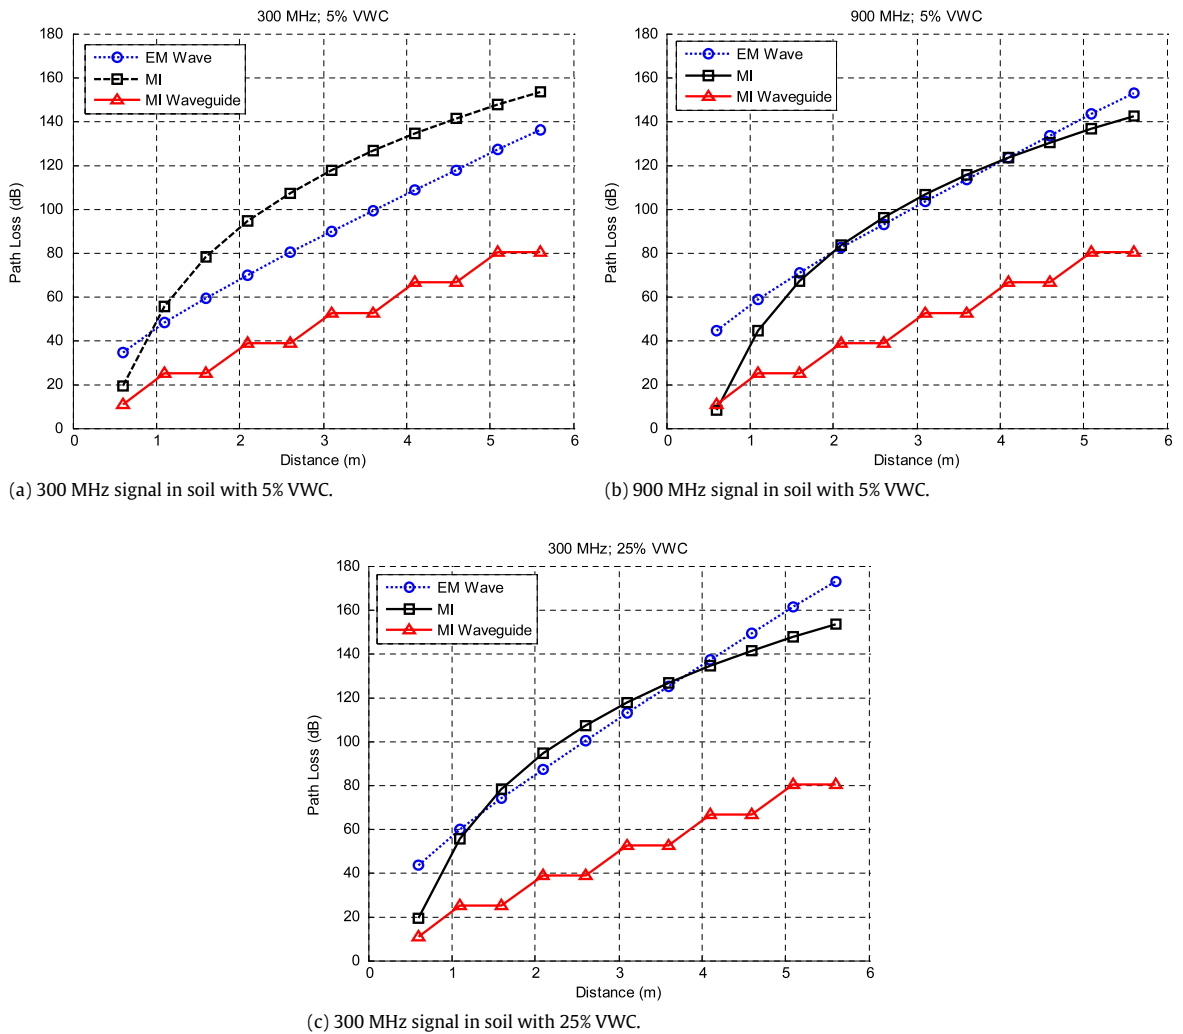 300 MHz; 5% VWC
180
160
140
120
100
80
60
40
20
0
Path Loss (dB)
EM Wave
MI
MI Waveguide
0 1 2 3 4 5 6
Distance (m)
(a) 300 MHz signal in soil with 5% VWC.
900 MHz; 5% VWC
180
160
140
120
100
80
60
40
20
0
Path Loss (dB)
EM Wave
MI
MI Waveguide
0 1 2 3 4 5 6
Distance (m)
(b) 900 MHz signal in soil with 5% VWC.
300 MHz; 25% VWC
180
160
140
120
100
80
60
40
20
0
Path Loss (dB)
EM Wave
MI
MI Waveguide
0 1 2 3 4 5 6
Distance (m)
(c) 300 MHz signal in soil with 25% VWC.